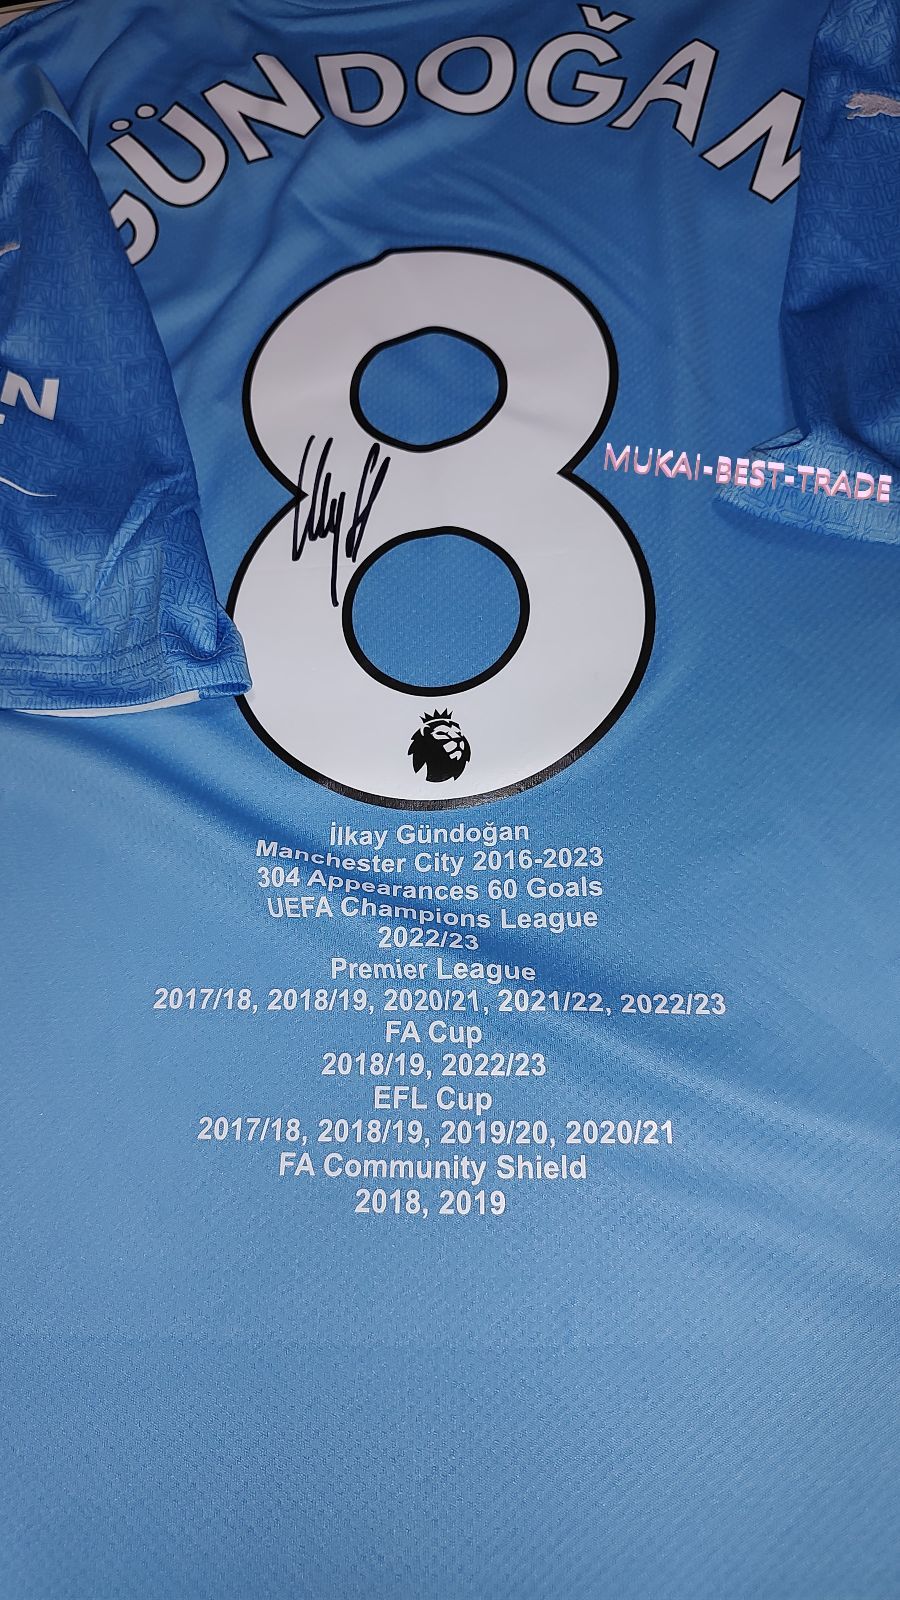 GÜNDOĞAN
8
MUKAI-BEST-TRADE
İlkay Gündoğan
Manchester City 2016-2023
304 Appearances 60 Goals
UEFA Champions League
2022/23
Premier League
2017/18, 2018/19, 2020/21, 2021/22, 2022/23
FA Cup
2018/19, 2022/23
EFL Cup
2017/18, 2018/19, 2019/20, 2020/21
FA Community Shield
2018, 2019